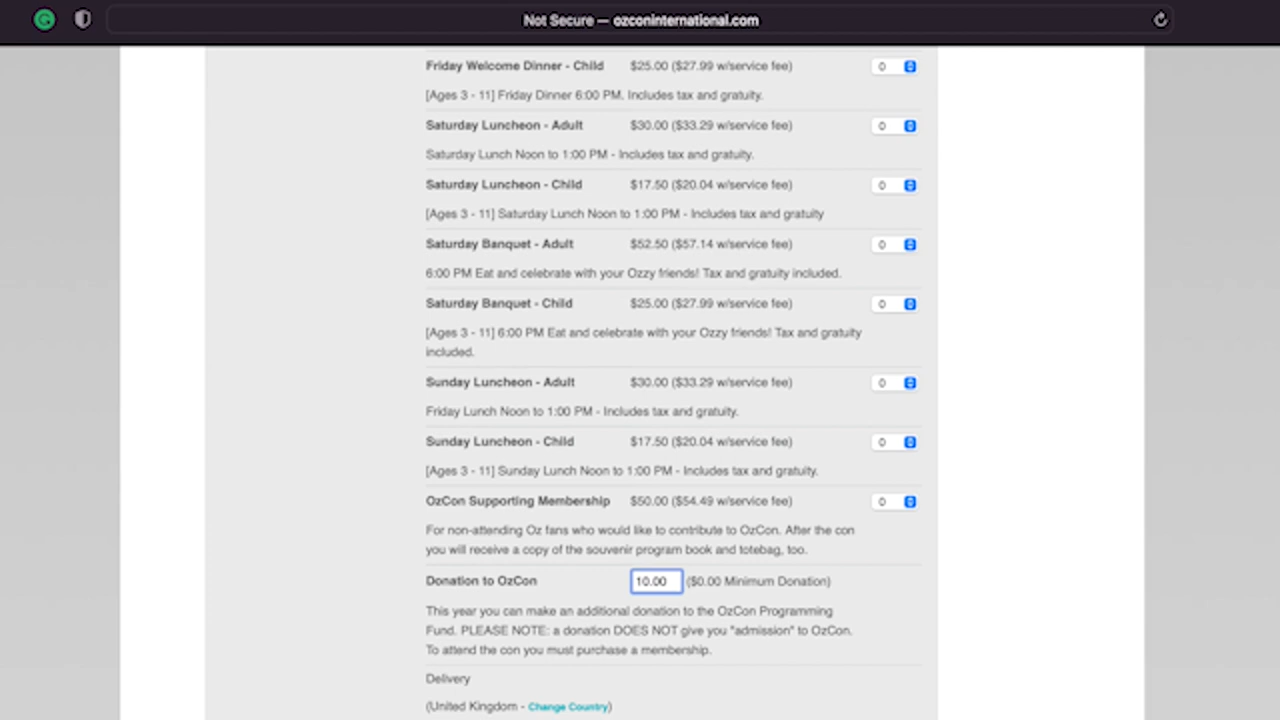 Not Secure — ozconinternational.com
Friday Welcome Dinner - Child $25.00 ($27.99 w/service fee) 0
[Ages 3 - 11] Friday Dinner 6:00 PM. Includes tax and gratuity.
Saturday Luncheon - Adult $30.00 ($33.29 w/service fee) 0
Saturday Lunch Noon to 1:00 PM - Includes tax and gratuity.
Saturday Luncheon - Child $17.50 ($20.04 w/service fee) 0
[Ages 3 - 11] Saturday Lunch Noon to 1:00 PM - Includes tax and gratuity
Saturday Banquet - Adult $52.50 ($57.14 w/service fee) 0
6:00 PM Eat and celebrate with your Ozzy friends! Tax and gratuity included.
Saturday Banquet - Child $25.00 ($27.99 w/service fee) 0
[Ages 3 - 11] 6:00 PM Eat and celebrate with your Ozzy friends! Tax and gratuity
included.
Sunday Luncheon - Adult $30.00 ($33.29 w/service fee) 0
Friday Lunch Noon to 1:00 PM - Includes tax and gratuity.
Sunday Luncheon - Child $17.50 ($20.04 w/service fee) 0
[Ages 3 - 11] Sunday Lunch Noon to 1:00 PM - Includes tax and gratuity.
OzCon Supporting Membership $50.00 ($54.49 w/service fee) 0
For non-attending Oz fans who would like to contribute to OzCon. After the con
you will receive a copy of the souvenir program book and totebag, too.
Donation to OzCon 10.00 ($0.00 Minimum Donation)
This year you can make an additional donation to the OzCon Programming
Fund. PLEASE NOTE: a donation DOES NOT give you "admission" to OzCon.
To attend the con you must purchase a membership.
Delivery
(United Kingdom - Change Country)